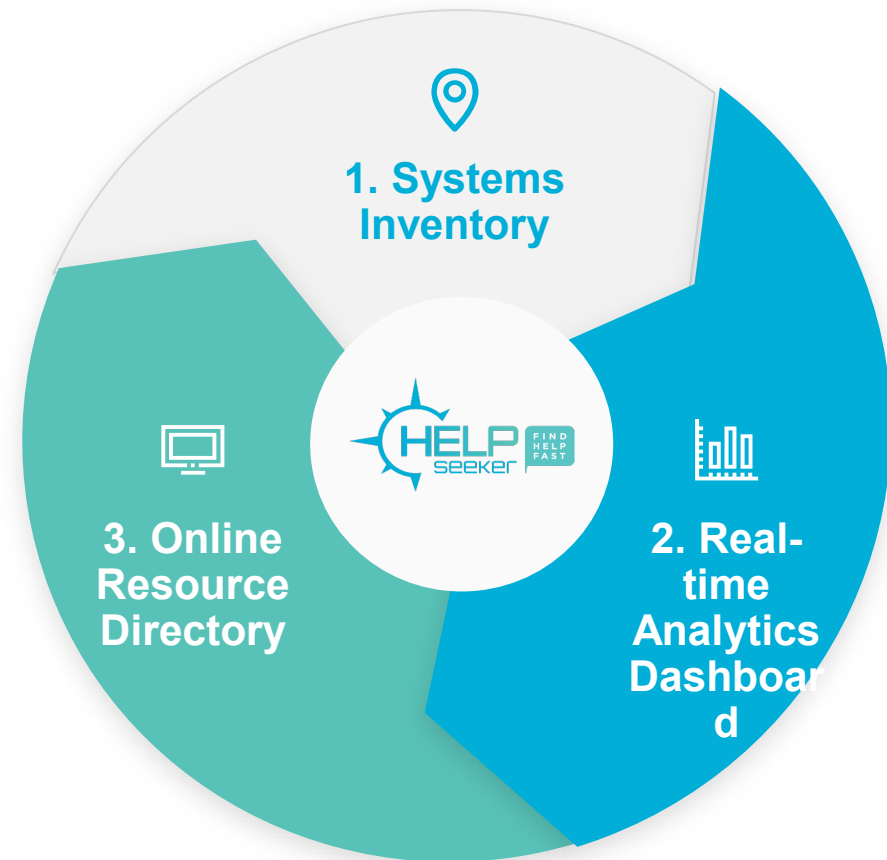 1. Systems
Inventory
HELP
seeker
FIND
HELP
FAST
3. Online
Resource
Directory
2. Real-
time
Analytics
Dashboar
d